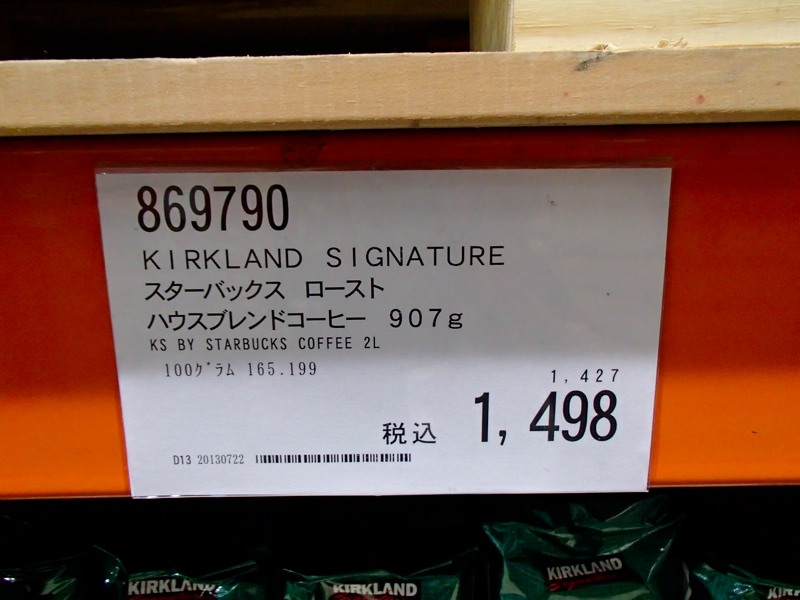 869790
ＫＩＲＫＬＡＮＤ　ＳＩＧＮＡＴＵＲＥ
スターバックス　ロースト
ハウスブレンドコーヒー　９０７ｇ
KS BY STARBUCKS COFFEE 2L
100ｸﾞﾗﾑ 165.199
1,427
税込 1,498
D13 20130722
KIRKLAND
KIRKLAND
KIRKLAND
Signature